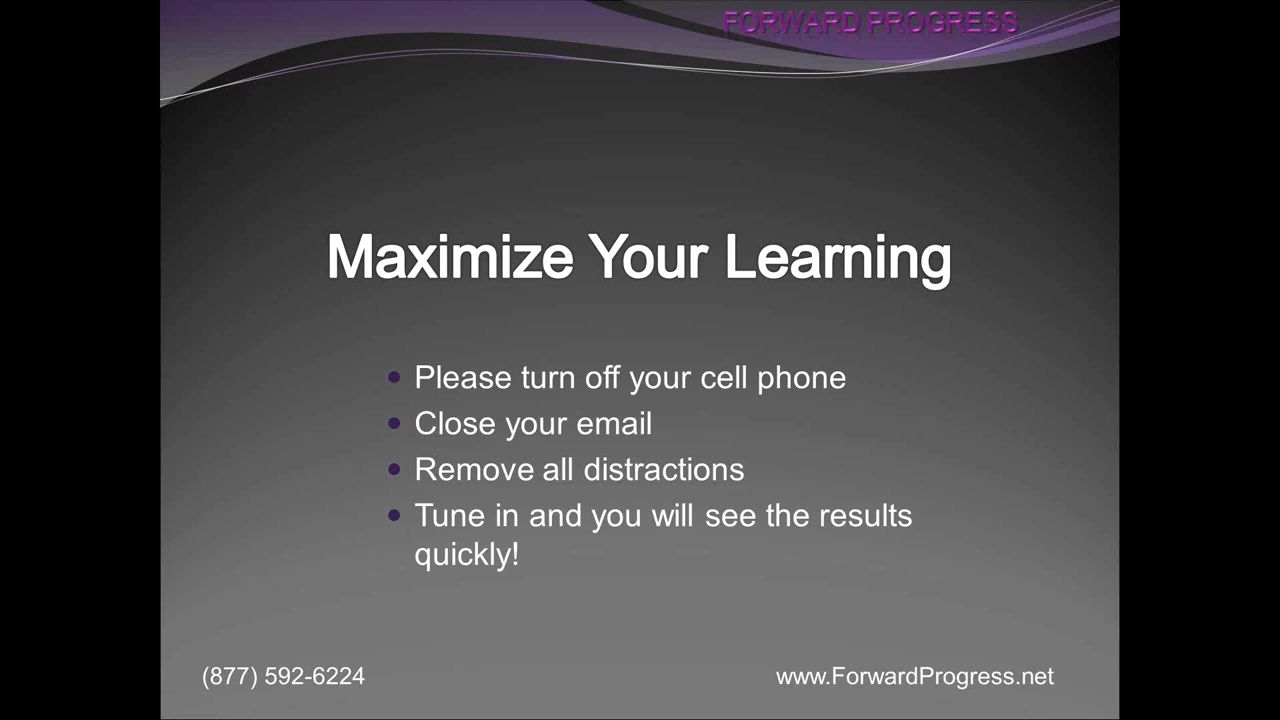 FORWARD PROGRESS
Maximize Your Learning
• Please turn off your cell phone
• Close your email
• Remove all distractions
• Tune in and you will see the results
quickly!
(877) 592-6224
www.ForwardProgress.net